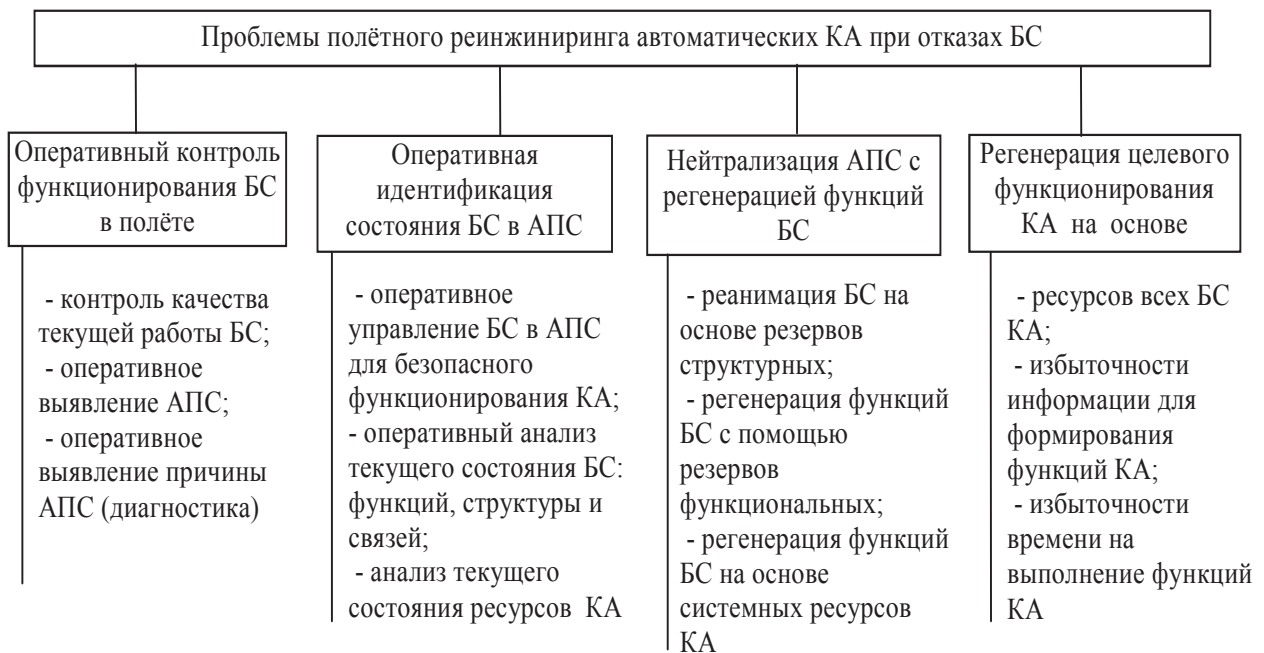 Проблемы полётного реинжиниринга автоматических КА при отказах БС
Оперативный контроль
функционирования БС
в полёте
- контроль качества
текущей работы БС;
- оперативное
выявление АПС;
- оперативное
выявление причины
АПС (диагностика)
Оперативная
идентификация
состояния БС в АПС
- оперативное
управление БС в АПС
для безопасного
функционирования КА;
- оперативный анализ
текущего состояния БС:
функций, структуры и
связей;
- анализ текущего
состояния ресурсов КА
Нейтрализация АПС с
регенерацией функций
БС
- реанимация БС на
основе резервов
структурных;
- регенерация функций
БС с помощью
резервов
функциональных;
- регенерация функций
БС на основе
системных ресурсов
КА
Регенерация целевого
функционирования
КА на основе
- ресурсов всех БС
КА;
- избыточности
информации для
формирования
функций КА;
- избыточности
времени на
выполнение функций
КА